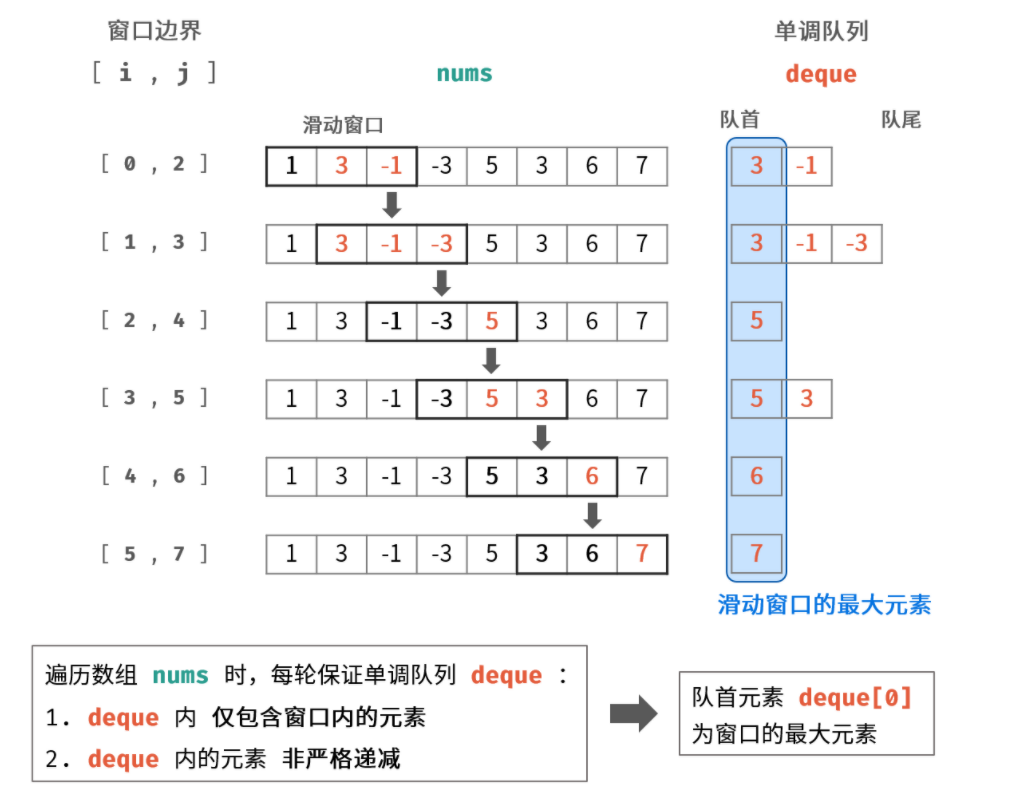 窗口边界 单调队列
[ i , j ] nums deque
滑动窗口 队首 队尾
[ 0 , 2 ] 1 3 -1 -3 5 3 6 7 3 -1
[ 1 , 3 ] 1 3 -1 -3 5 3 6 7 3 -1 -3
[ 2 , 4 ] 1 3 -1 -3 5 3 6 7 5
[ 3 , 5 ] 1 3 -1 -3 5 3 6 7 5 3
[ 4 , 6 ] 1 3 -1 -3 5 3 6 7 6
[ 5 , 7 ] 1 3 -1 -3 5 3 6 7 7
滑动窗口的最大元素
遍历数组 nums 时，每轮保证单调队列 deque ：
1. deque 内 仅包含窗口内的元素
2. deque 内的元素 非严格递减
队首元素 deque[0]
为窗口的最大元素